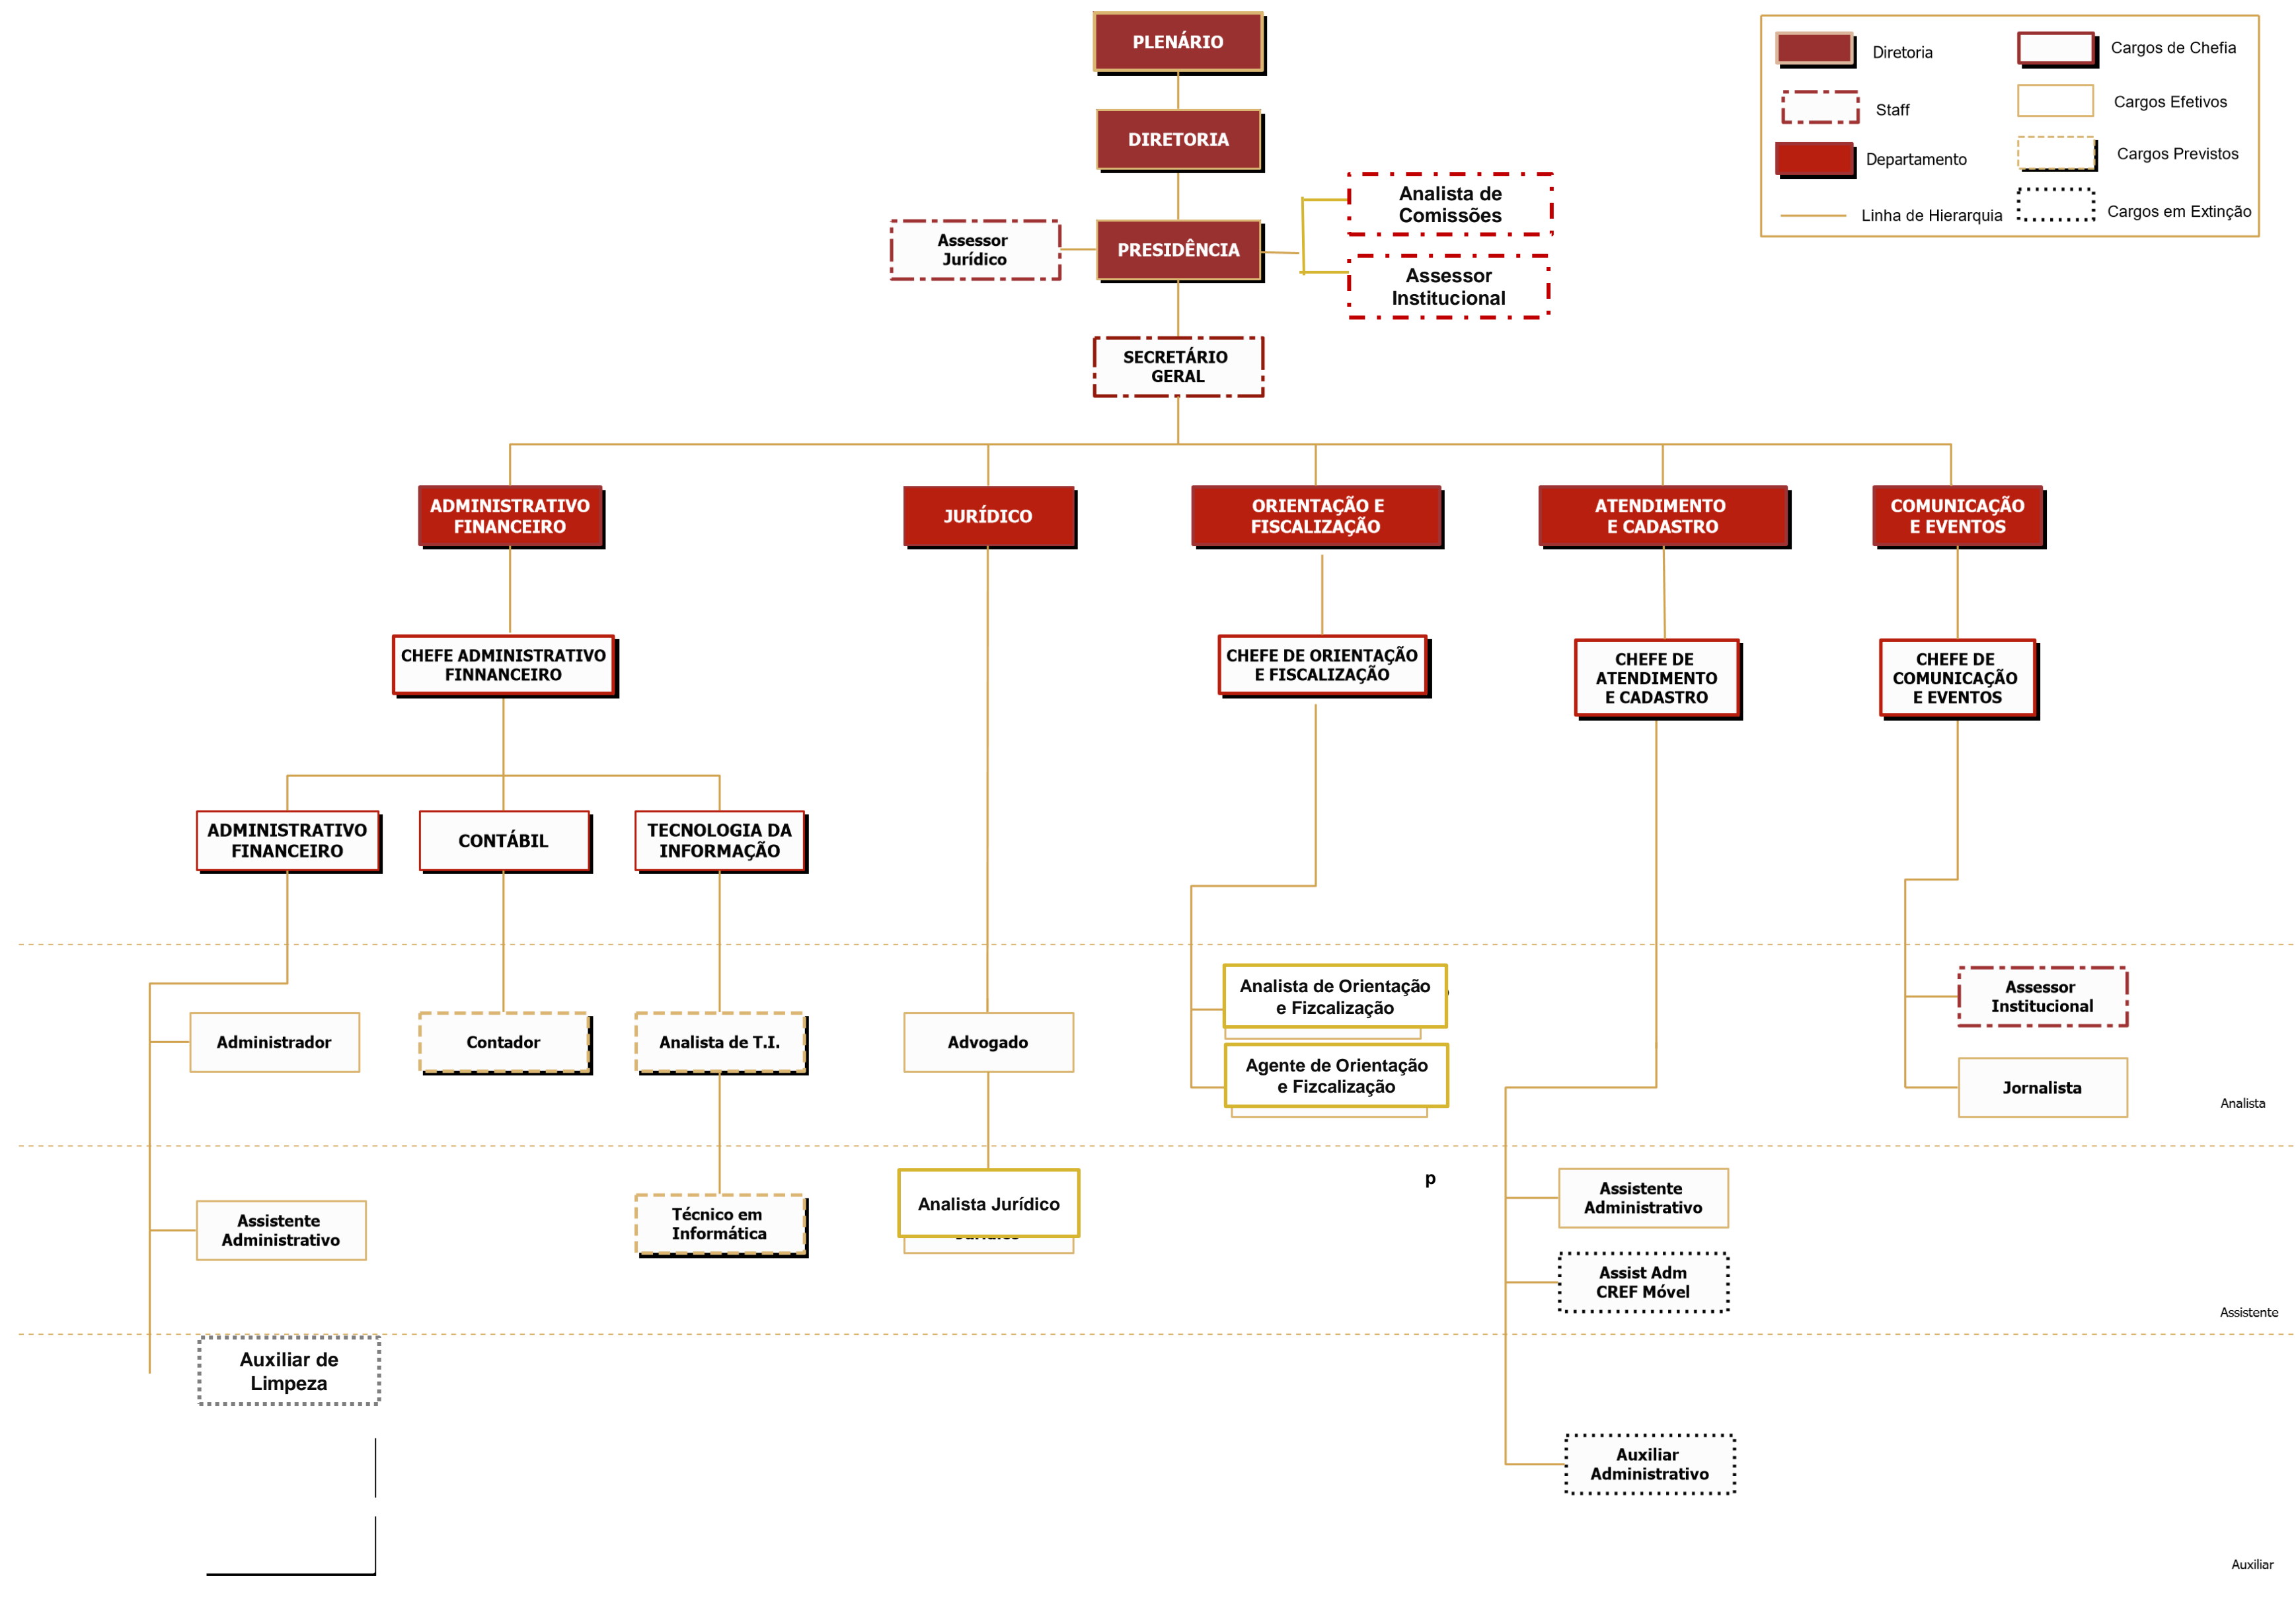 PLENÁRIO
DIRETORIA
PRESIDÊNCIA
Assessor
Jurídico
Analista de
Comissões
Assessor
Institucional
SECRETÁRIO
GERAL
Diretoria
Cargos de Chefia
Staff
Cargos Efetivos
Departamento
Cargos Previstos
Linha de Hierarquia
Cargos em Extinção
ADMINISTRATIVO
FINANCEIRO
JURÍDICO
ORIENTAÇÃO E
FISCALIZAÇÃO
ATENDIMENTO
E CADASTRO
COMUNICAÇÃO
E EVENTOS
CHEFE ADMINISTRATIVO
FINNANCEIRO
CHEFE DE ORIENTAÇÃO
E FISCALIZAÇÃO
CHEFE DE
ATENDIMENTO
E CADASTRO
CHEFE DE
COMUNICAÇÃO
E EVENTOS
ADMINISTRATIVO
FINANCEIRO
CONTÁBIL
TECNOLOGIA DA
INFORMAÇÃO
Administrador
Contador
Analista de T.I.
Advogado
Analista de Orientação
e Fizcalização
Agente de Orientação
e Fizcalização
Assessor
Institucional
Jornalista
Analista
Assistente
Administrativo
Técnico em
Informática
Analista Jurídico
p
Assistente
Administrativo
Assist Adm
CREF Móvel
Assistente
Auxiliar de
Limpeza
Auxiliar
Administrativo
Auxiliar